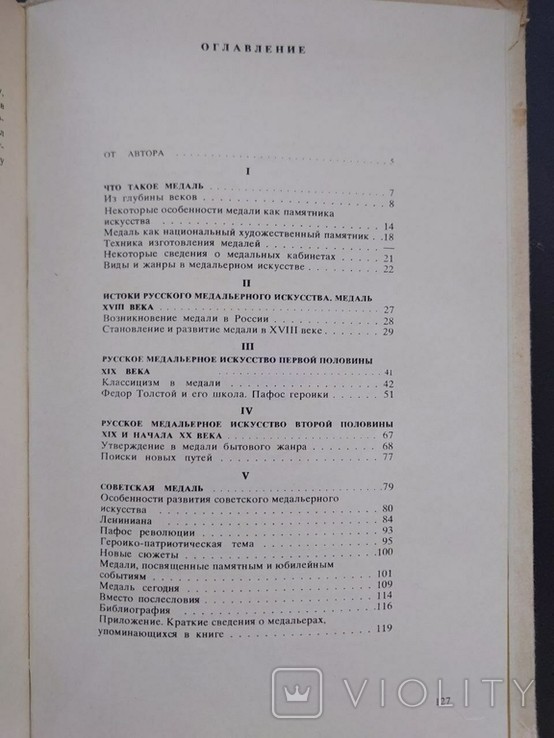 ОГЛАВЛЕНИЕ
ОТ АВТОРА 5
I
ЧТО ТАКОЕ МЕДАЛЬ 7
Из глубины веков 8
Некоторые особенности медали как памятника
искусства 14
Медаль как национальный художественный памятник 18
Техника изготовления медалей —
Некоторые сведения о медальных кабинетах 21
Виды и жанры в медальерном искусстве 22
II
ИСТОКИ РУССКОГО МЕДАЛЬЕРНОГО ИСКУССТВА. МЕДАЛЬ
XVIII ВЕКА 27
Возникновение медали в России 28
Становление и развитие медали в XVIII веке 29
III
РУССКОЕ МЕДАЛЬЕРНОЕ ИСКУССТВО ПЕРВОЙ ПОЛОВИНЫ
XIX ВЕКА 41
Классицизм в медали 42
Федор Толстой и его школа. Пафос героики 51
IV
РУССКОЕ МЕДАЛЬЕРНОЕ ИСКУССТВО ВТОРОЙ ПОЛОВИНЫ
XIX И НАЧАЛА XX ВЕКА 67
Утверждение в медали бытового жанра 68
Поиски новых путей 77
V
СОВЕТСКАЯ МЕДАЛЬ 79
Особенности развития советского медальерного
искусства 80
Лениниана 84
Пафос революции 93
Героико-патриотическая тема 95
Новые сюжеты 100
Медали, посвященные памятным и юбилейным
событиям 101
Медаль сегодня 109
Вместо послесловия 114
Библиография 116
Приложение. Краткие сведения о медальерах,
упоминающихся в книге 119
127
VIOLITY